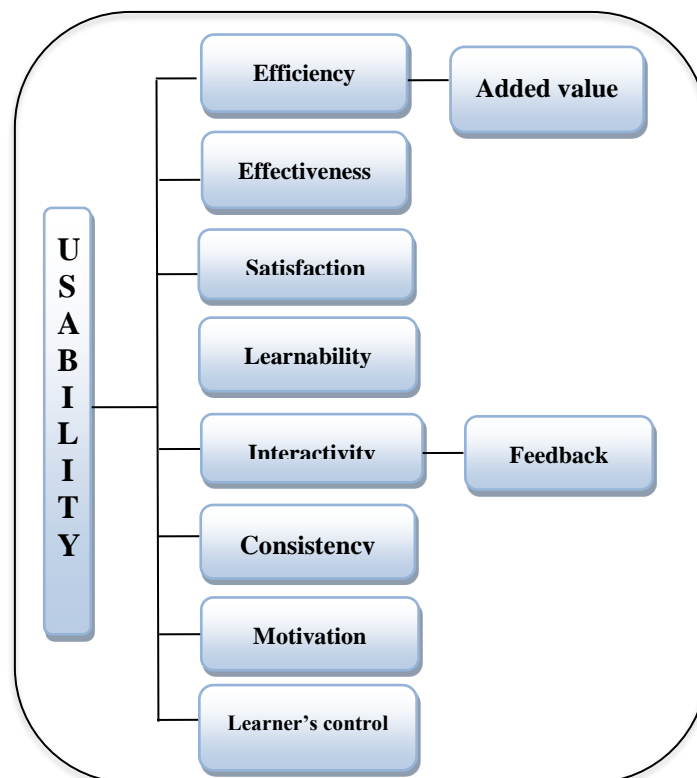 Efficiency
Added value
Effectiveness
USABILITY
Satisfaction
Learnability
Interactivity
Feedback
Consistency
Motivation
Learner's control